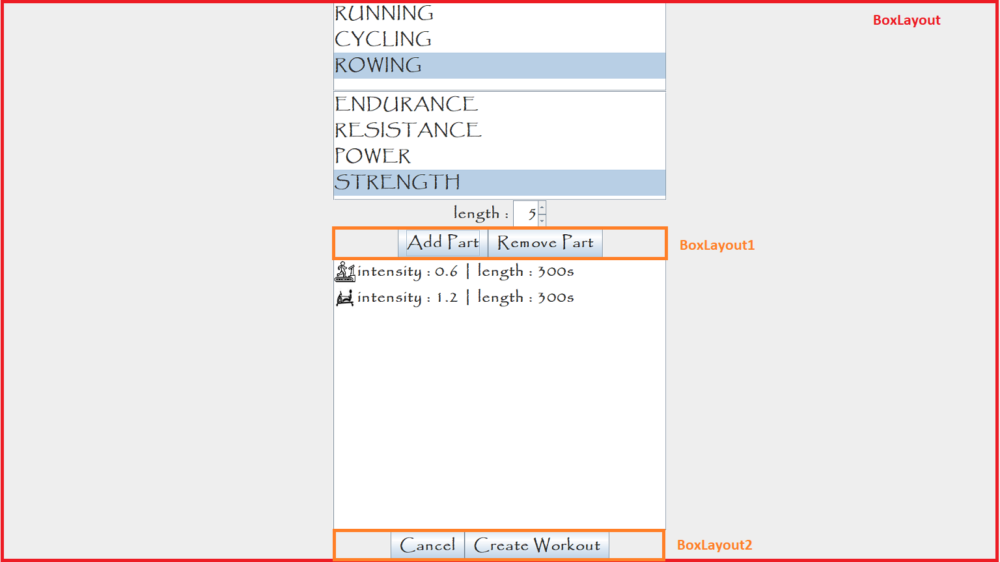 RUNNING
BoxLayout
CYCLING
ROWING
ENDURANCE
RESISTANCE
POWER
STRENGTH
length : 5
Add Part Remove Part
BoxLayout1
intensity : 0.6 | length : 300s
intensity : 1.2 | length : 300s
Cancel Create Workout
BoxLayout2